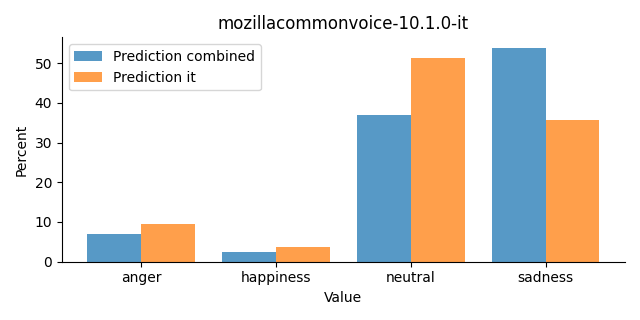 mozillacommonvoice-10.1.0-it
Prediction combined
Prediction it
Percent
50
40
30
20
10
0
anger happiness neutral sadness
Value